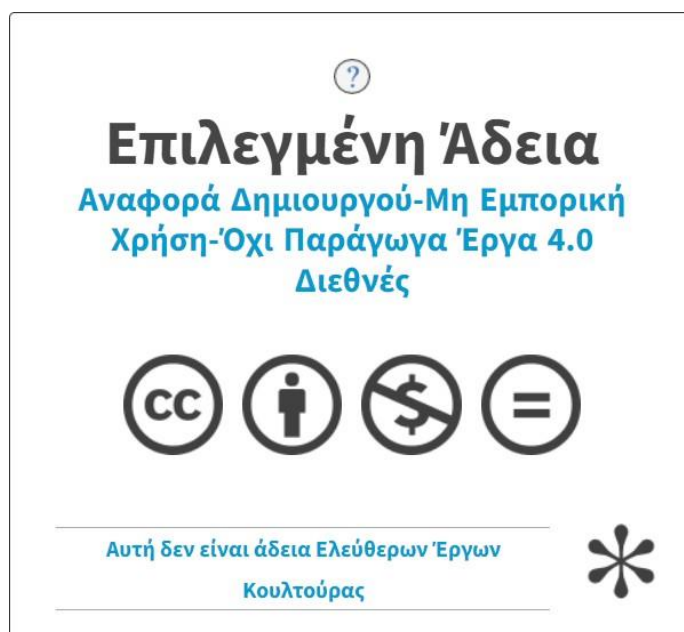 ?
Επιλεγμένη Άδεια
Αναφορά Δημιουργού-Μη Εμπορική
Χρήση-Όχι Παράγωγα Έργα 4.0
Διεθνές
cc $ =
Αυτή δεν είναι άδεια Ελεύθερων Έργων
Κουλτούρας